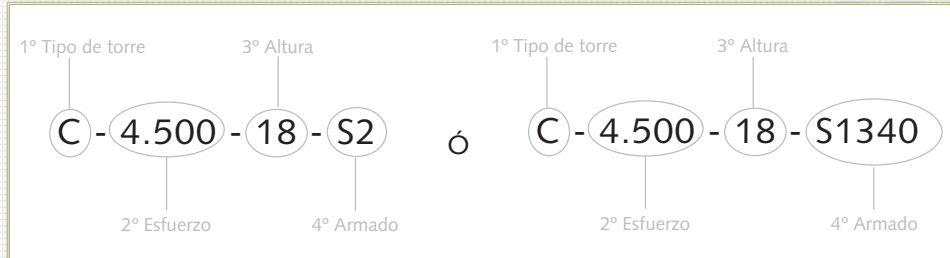 1º Tipo de torre 3º Altura
C - 4.500 - 18 - S2
2º Esfuerzo 4º Armado
Ó
1º Tipo de torre 3º Altura
C - 4.500 - 18 - S1340
2º Esfuerzo 4º Armado